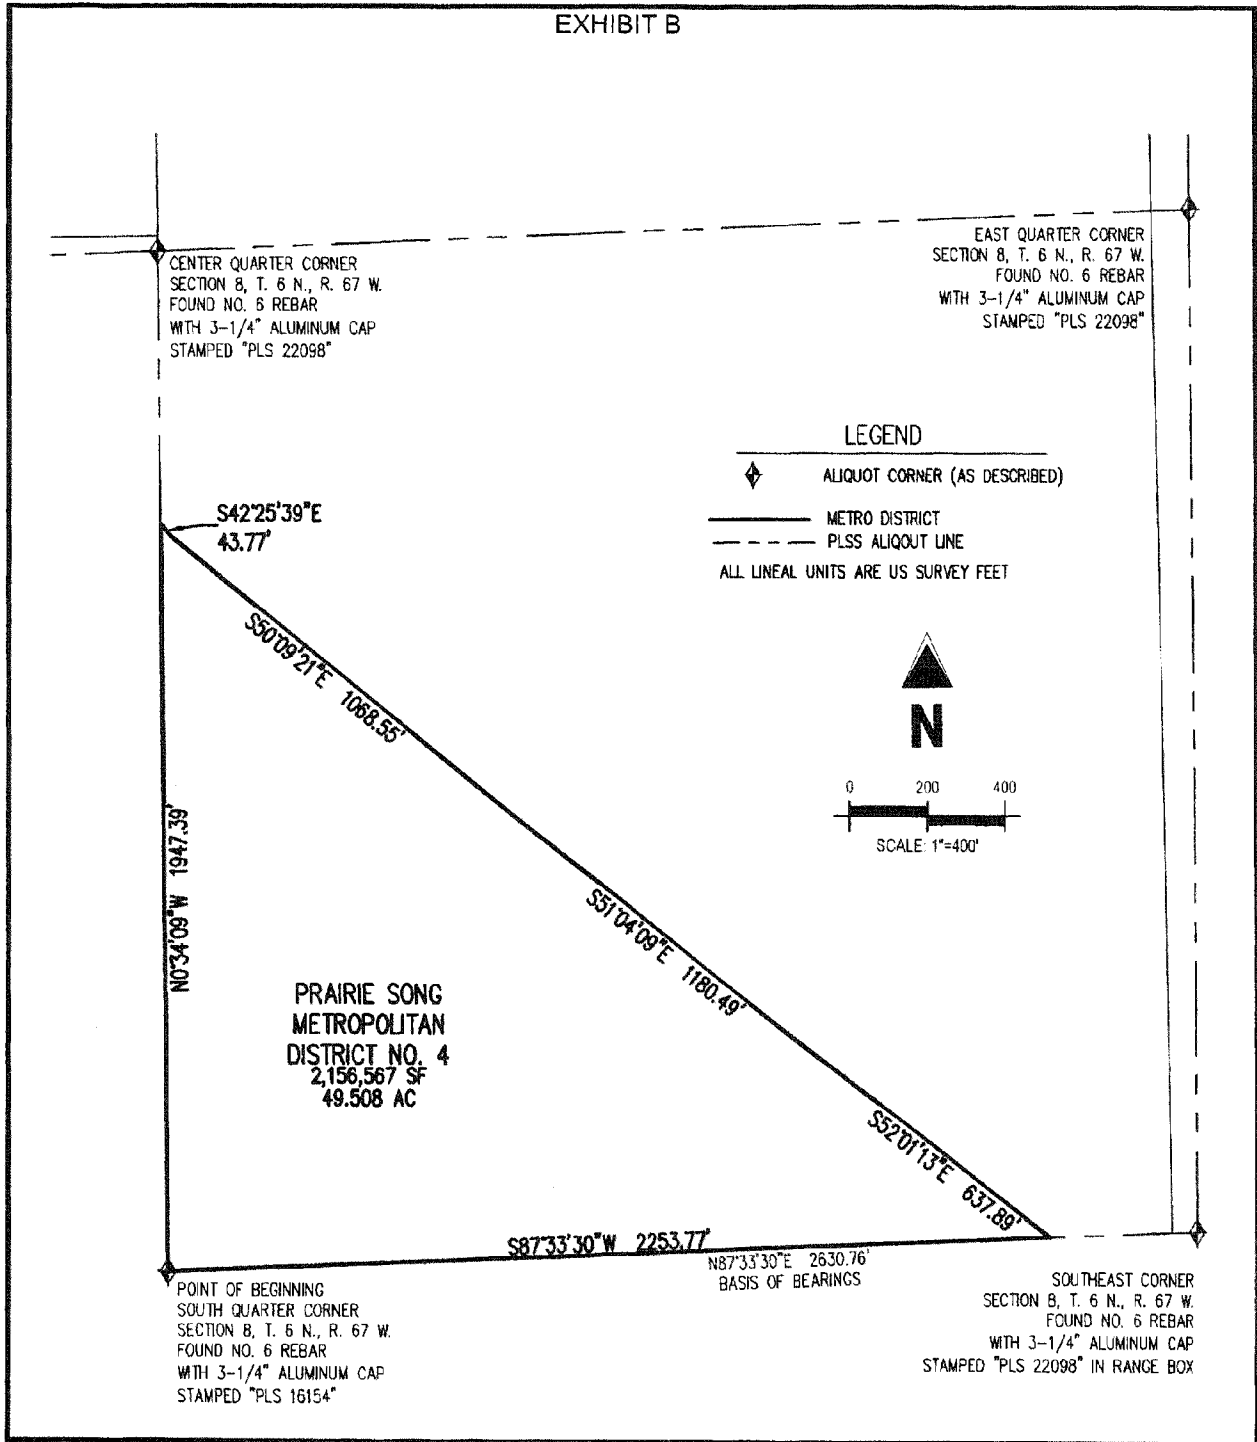 EXHIBIT B
CENTER QUARTER CORNER
SECTION 8, T. 6 N., R. 67 W.
FOUND NO. 6 REBAR
WITH 3-1/4" ALUMINUM CAP
STAMPED "PLS 22098"
EAST QUARTER CORNER
SECTION 8, T. 6 N., R. 67 W.
FOUND NO. 6 REBAR
WITH 3-1/4" ALUMINUM CAP
STAMPED "PLS 22098"
LEGEND
ALIQUOT CORNER (AS DESCRIBED)
METRO DISTRICT
PLSS ALIQOUT LINE
ALL LINEAL UNITS ARE US SURVEY FEET
S42°25'39"E
43.77'
S50°09'21"E 1068.55'
N
0 200 400
SCALE: 1"=400'
N0°34'09"W 1947.39'
S51°04'09"E 1180.49'
PRAIRIE SONG
METROPOLITAN
DISTRICT NO. 4
2,156,567 SF
49.508 AC
S52°01'13"E 637.89'
S87°33'30"W 2253.77'
N87°33'30"E 2630.76'
BASIS OF BEARINGS
POINT OF BEGINNING
SOUTH QUARTER CORNER
SECTION 8, T. 6 N., R. 67 W.
FOUND NO. 6 REBAR
WITH 3-1/4" ALUMINUM CAP
STAMPED "PLS 16154"
SOUTHEAST CORNER
SECTION 8, T. 6 N., R. 67 W.
FOUND NO. 6 REBAR
WITH 3-1/4" ALUMINUM CAP
STAMPED "PLS 22098" IN RANGE BOX